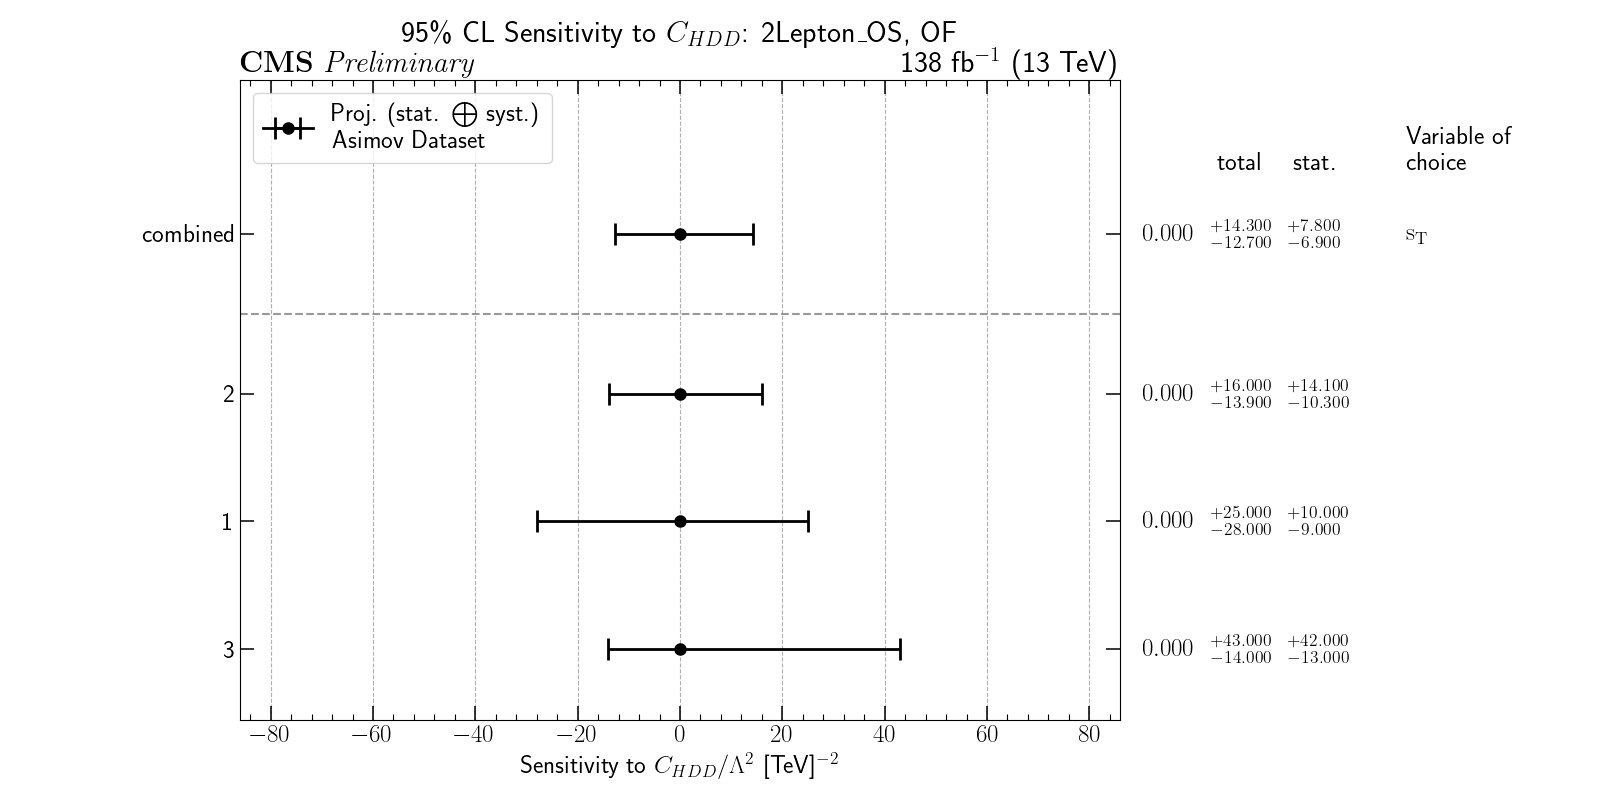 95% CL Sensitivity to C_{HDD}: 2Lepton_OS, OF
CMS Preliminary 138 fb^{−1} (13 TeV)
Proj. (stat. ⨁ syst.)
Asimov Dataset
Variable of
choice
total stat.
combined 0.000 +14.300 −12.700 +7.800 −6.900 s_T
2 0.000 +16.000 −13.900 +14.100 −10.300
1 0.000 +25.000 −28.000 +10.000 −9.000
3 0.000 +43.000 −14.000 +42.000 −13.000
−80 −60 −40 −20 0 20 40 60 80
Sensitivity to C_{HDD}/Λ^2 [TeV]^{−2}